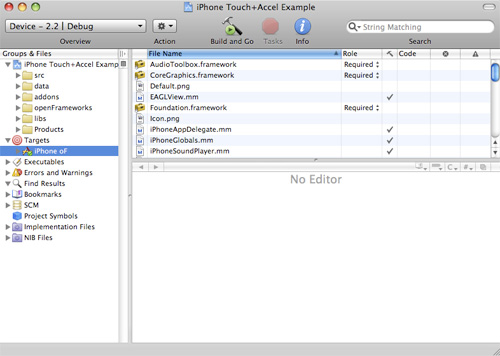 iPhone Touch+Accel Example
Device - 2.2 | Debug
String Matching
Overview
Action
Build and Go
Tasks
Info
Search
Groups & Files
File Name
Role
Code
iPhone Touch+Accel Examp
src
data
addons
openFrameworks
libs
Products
Targets
iPhone oF
Executables
Errors and Warnings
Find Results
Bookmarks
SCM
Project Symbols
Implementation Files
NIB Files
AudioToolbox.framework Required
CoreGraphics.framework Required
Default.png
EAGLView.mm
Foundation.framework Required
Icon.png
iPhoneAppDelegate.mm
iPhoneGlobals.mm
iPhoneSoundPlayer.mm
C
#
No Editor